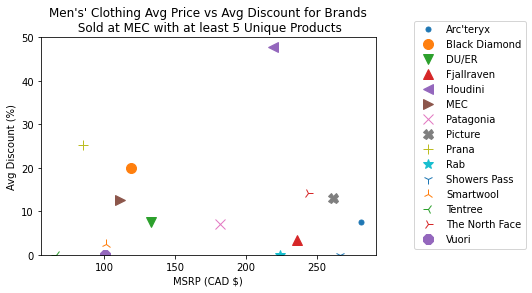 Men's' Clothing Avg Price vs Avg Discount for Brands
Sold at MEC with at least 5 Unique Products
50
40
30
20
10
0
Avg Discount (%)
100
150
200
250
MSRP (CAD $)
Arc'teryx
Black Diamond
DU/ER
Fjallraven
Houdini
MEC
Patagonia
Picture
Prana
Rab
Showers Pass
Smartwool
Tentree
The North Face
Vuori